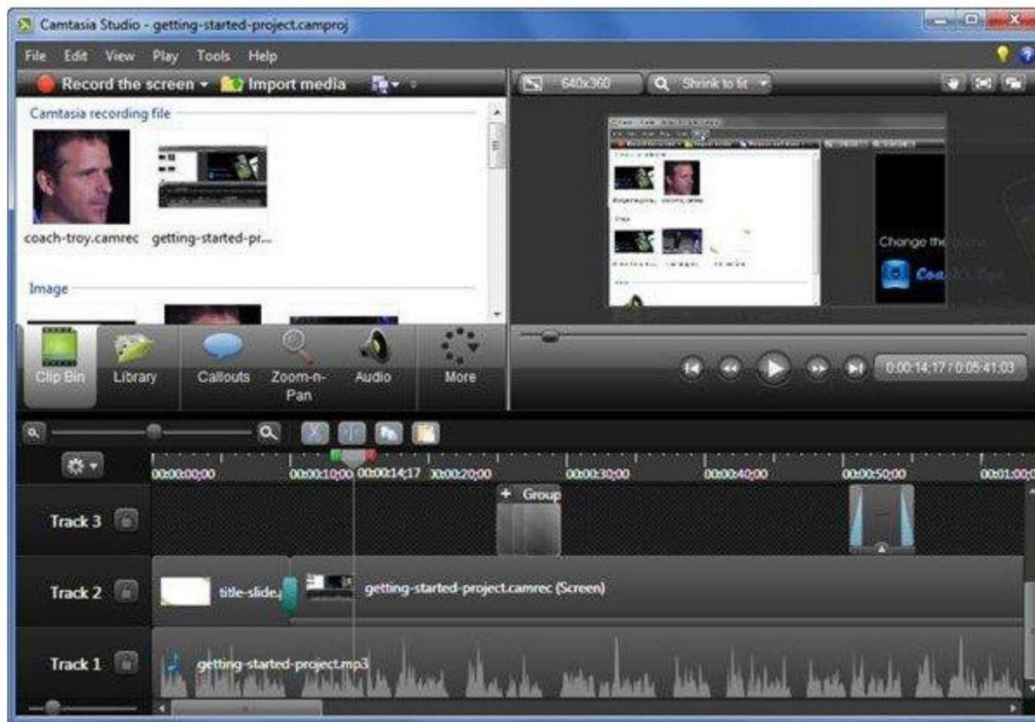 Camtasia Studio - getting-started-project.camproj
File Edit View Play Tools Help
Record the screen Import media
640x360 Shrink to fit
Camtasia recording file
coach-troy.camrec getting-started-pr...
Image
Change the game
Coach's Box
Clip Bin Library Callouts Zoom-n-Pan Audio More
0:00:14;17 / 0:05:41;03
00:00:00;00 00:00:10;00 00:00:14;17 00:00:20;00 00:00:30;00 00:00:40;00 00:00:50;00 00:01:00;0
Track 3
+ Group
Track 2 title-slide. getting-started-project.camrec (Screen)
Track 1 getting-started-project.mp3